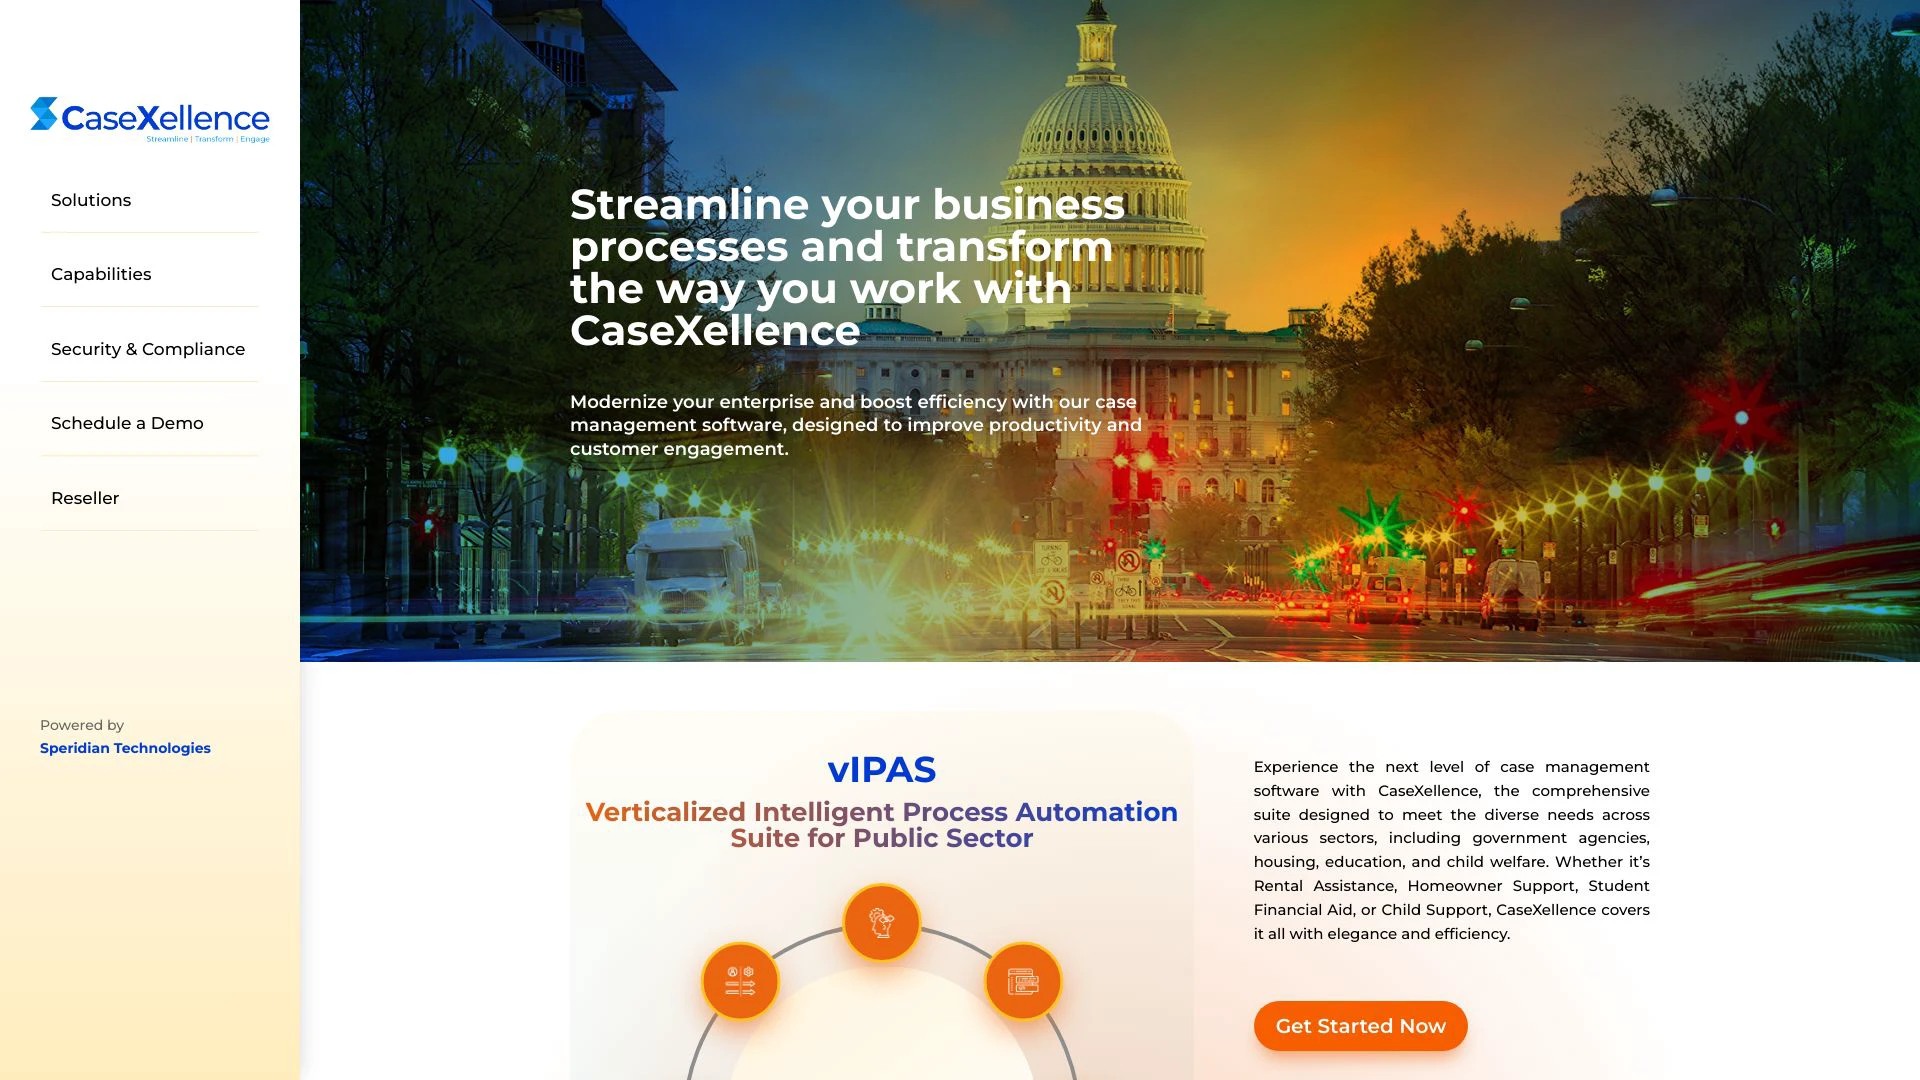 CaseXellence
Streamline | Transform | Engage
Solutions
Capabilities
Security & Compliance
Schedule a Demo
Reseller
Powered by
Speridian Technologies
Streamline your business
processes and transform
the way you work with
CaseXellence
Modernize your enterprise and boost efficiency with our case
management software, designed to improve productivity and
customer engagement.
TURNING
vIPAS
Verticalized Intelligent Process Automation
Suite for Public Sector
Experience the next level of case management
software with CaseXellence, the comprehensive
suite designed to meet the diverse needs across
various sectors, including government agencies,
housing, education, and child welfare. Whether it’s
Rental Assistance, Homeowner Support, Student
Financial Aid, or Child Support, CaseXellence covers
it all with elegance and efficiency.
Get Started Now